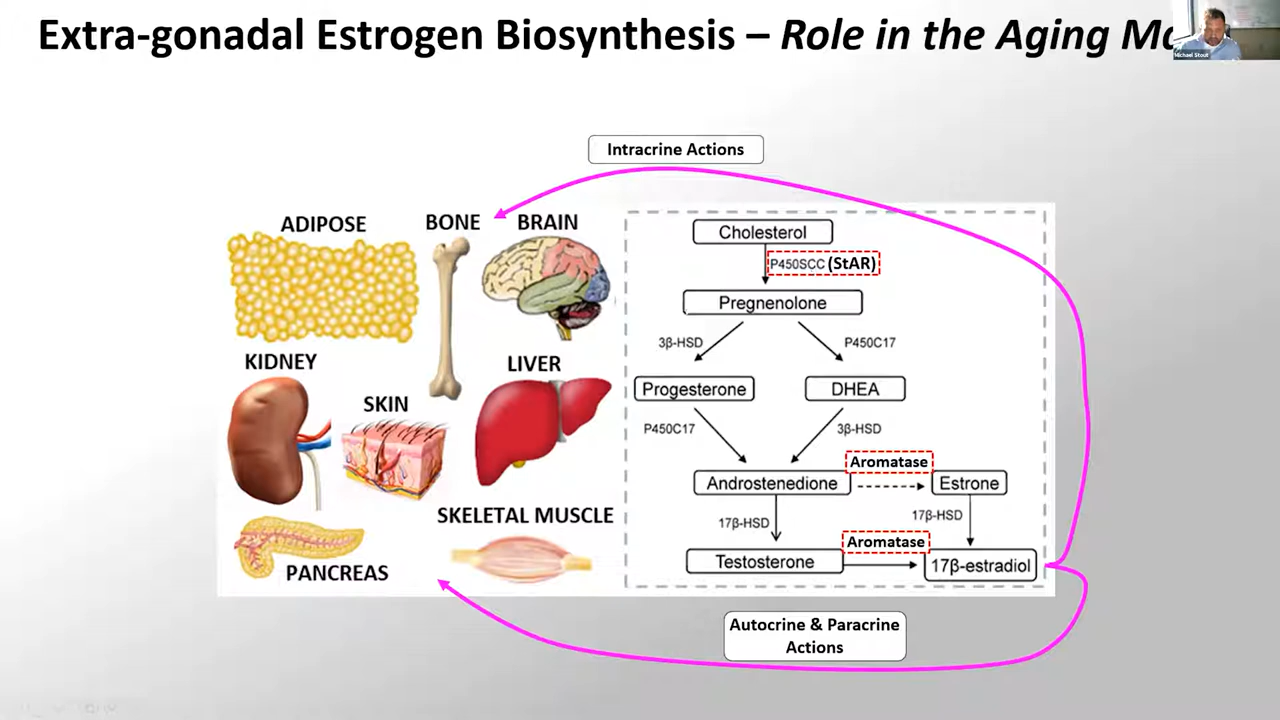 Extra-gonadal Estrogen Biosynthesis – Role in the Aging
Michael Stout
Intracrine Actions
ADIPOSE
BONE
BRAIN
KIDNEY
LIVER
SKIN
SKELETAL MUSCLE
PANCREAS
Cholesterol
P450SCC (StAR)
Pregnenolone
3β-HSD
P450C17
Progesterone
DHEA
P450C17
3β-HSD
Aromatase
Androstenedione
Estrone
17β-HSD
17β-HSD
Aromatase
Testosterone
17β-estradiol
Autocrine & Paracrine
Actions